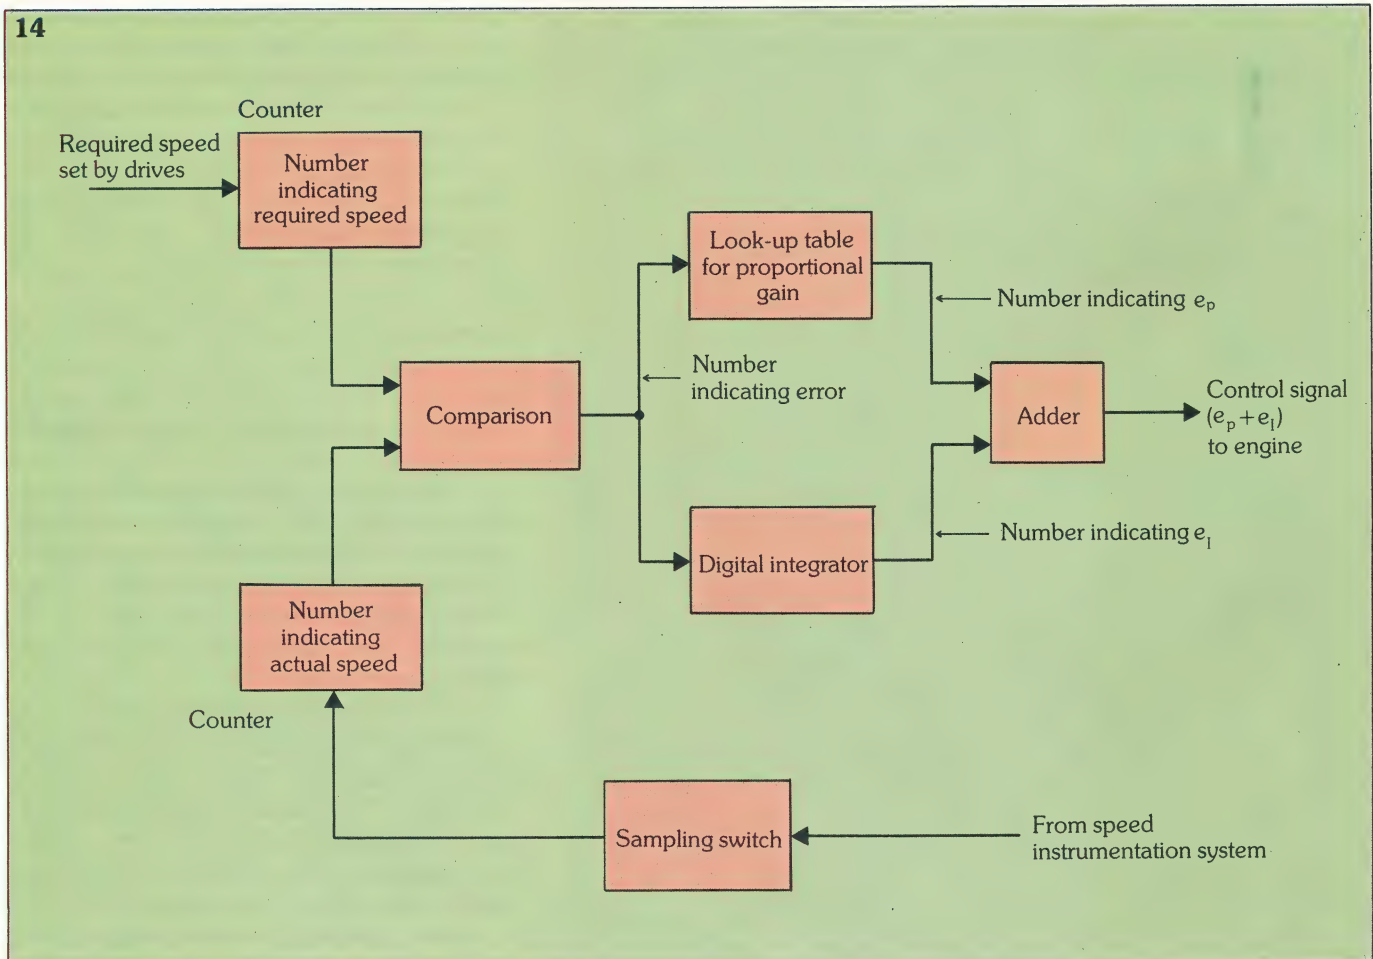 14
Counter
Required speed
set by drives
Number
indicating
required speed
Look-up table
for proportional
gain
Number indicating eₚ
Number
indicating error
Comparison
Adder
Control signal
(eₚ+eI)
to engine
Digital integrator
Number indicating eI
Number
indicating
actual speed
Counter
Sampling switch
From speed
instrumentation system